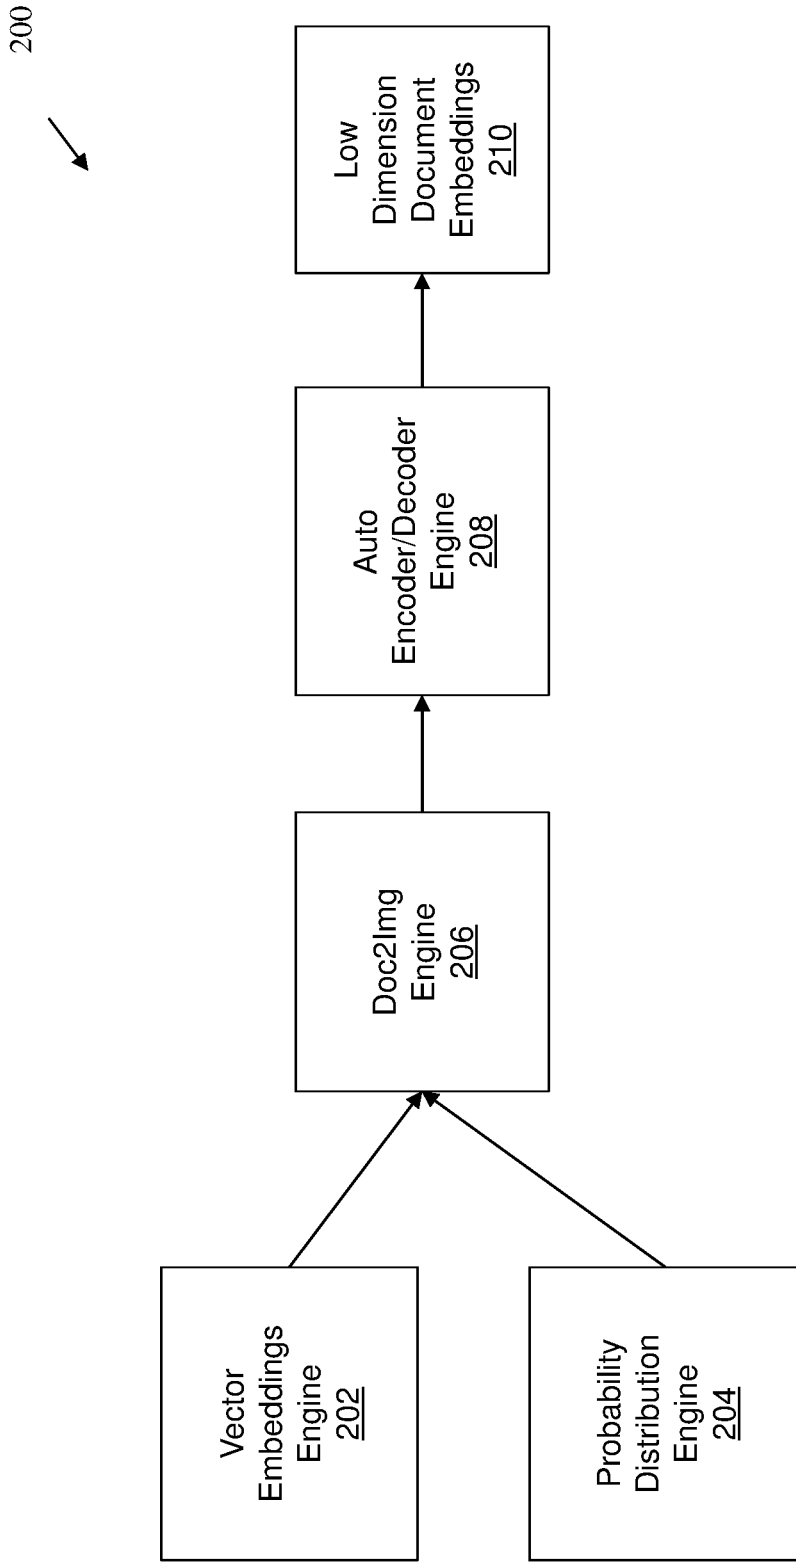 200
Vector
Embeddings
Engine
202
Probability
Distribution
Engine
204
Doc2Img
Engine
206
Auto
Encoder/Decoder
Engine
208
Low
Dimension
Document
Embeddings
210